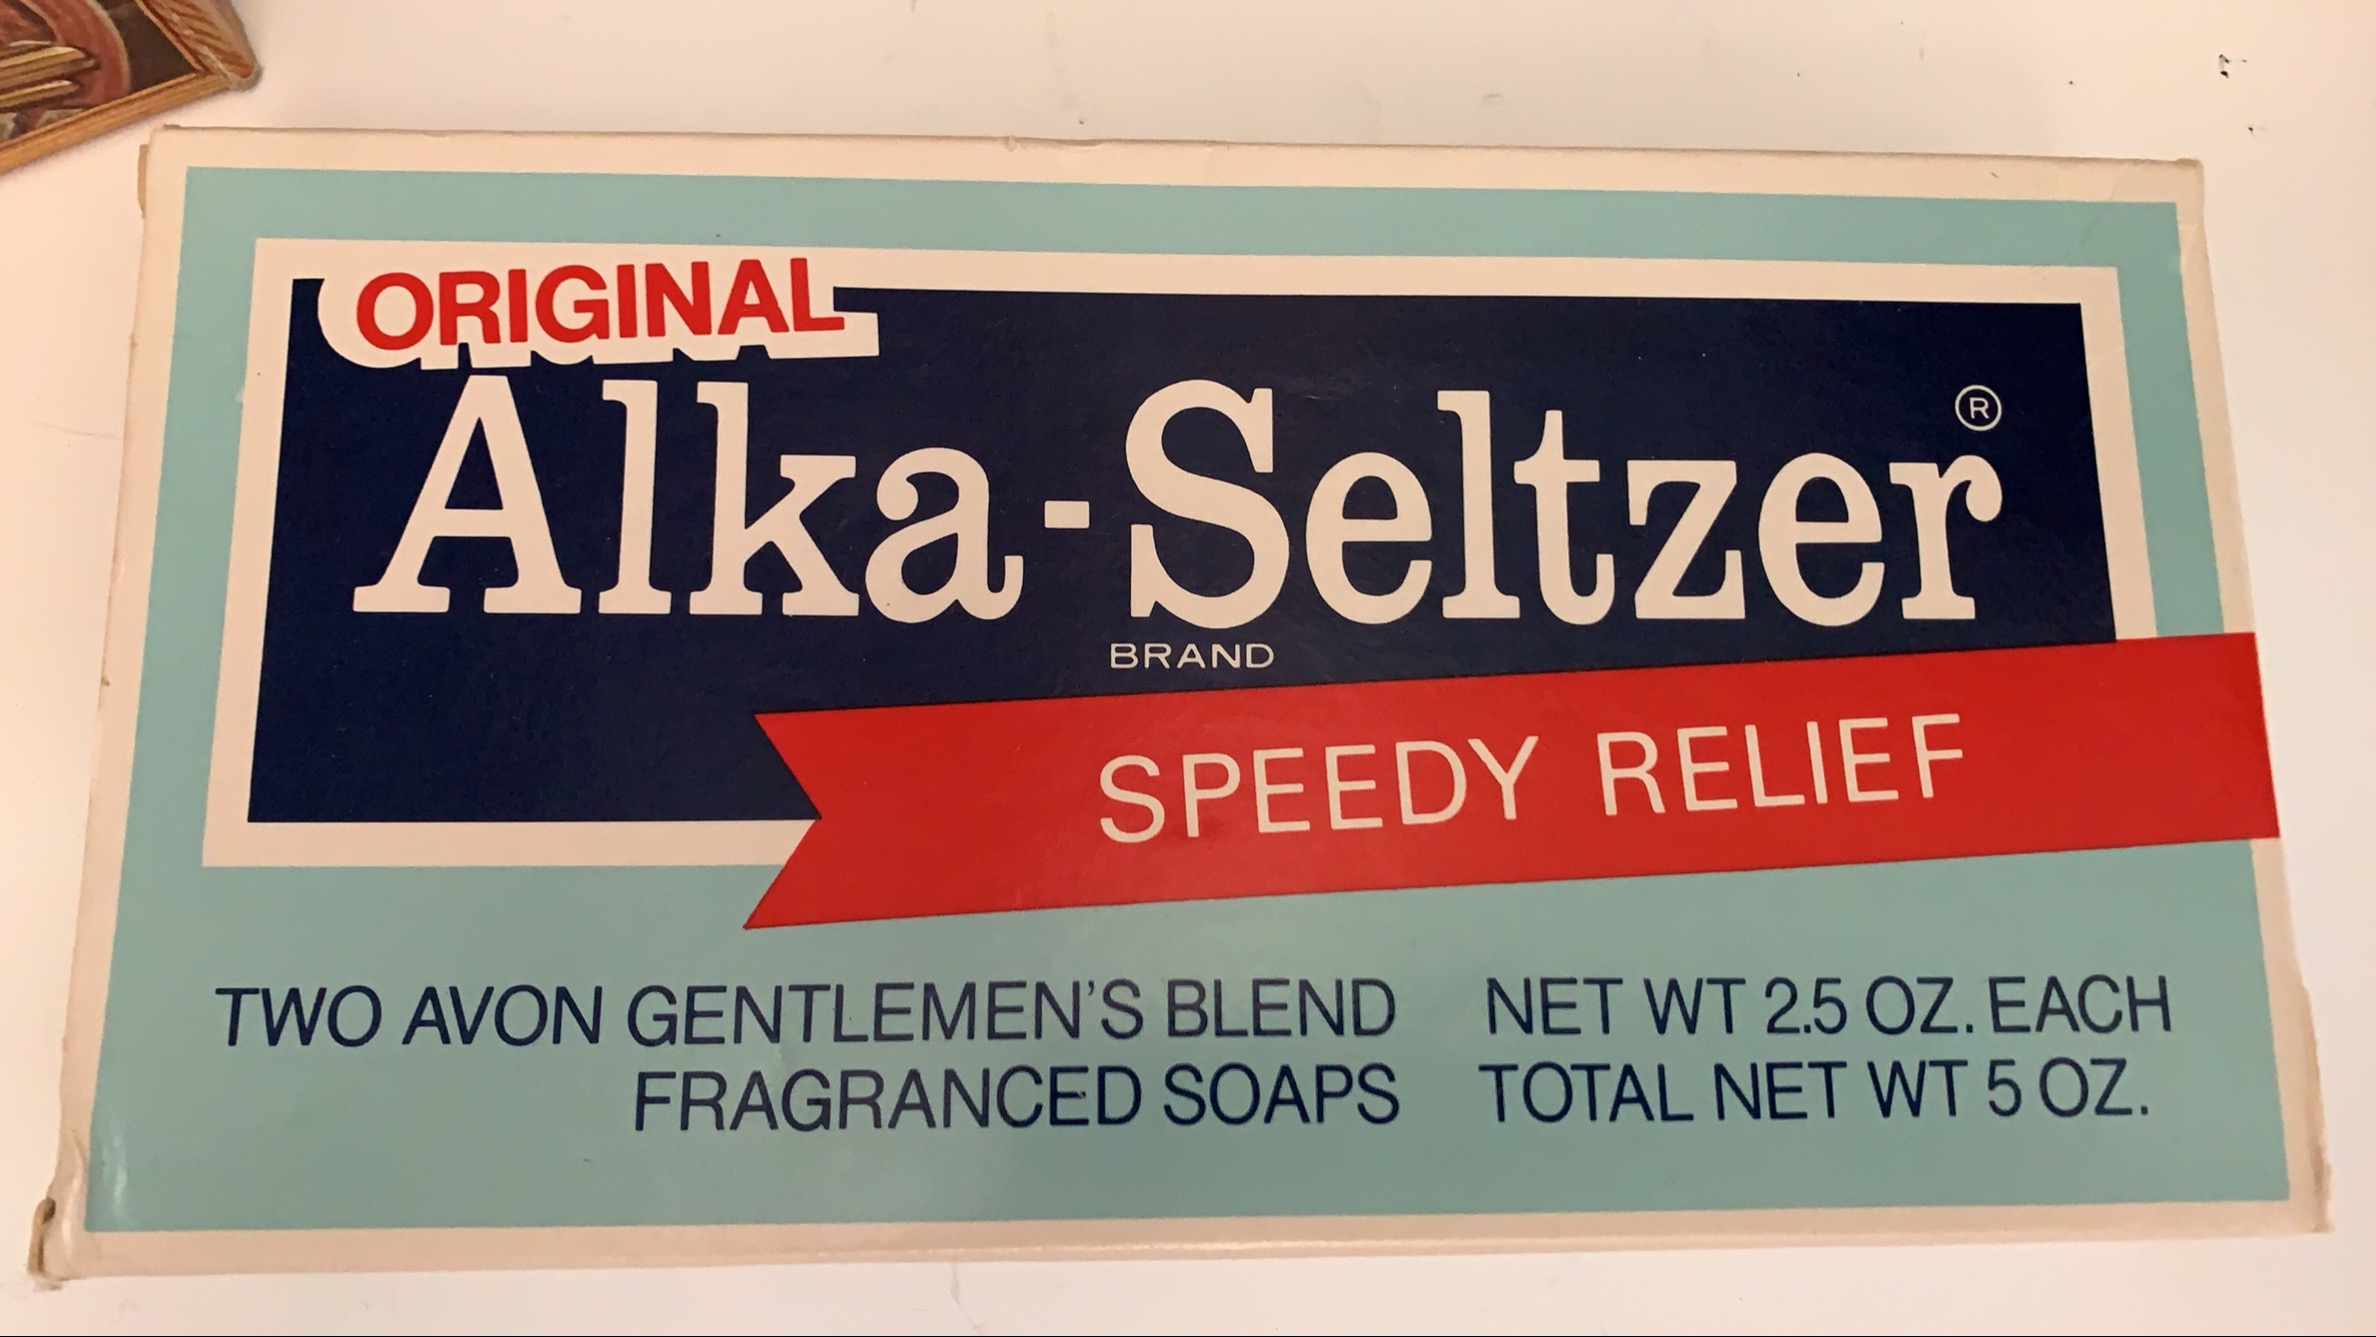 ORIGINAL
Alka-Seltzer®
BRAND
SPEEDY RELIEF
TWO AVON GENTLEMEN'S BLEND
FRAGRANCED SOAPS
NET WT 2.5 OZ. EACH
TOTAL NET WT 5 OZ.